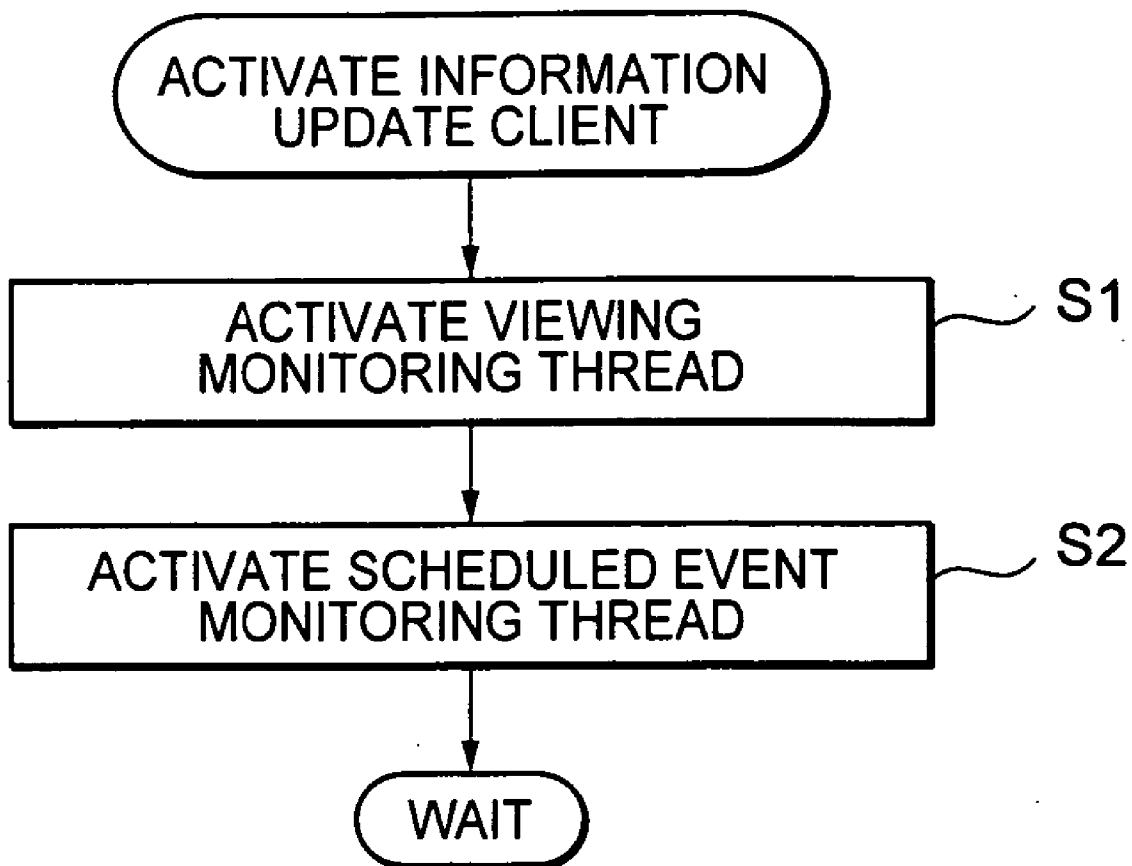 ACTIVATE INFORMATION
UPDATE CLIENT
ACTIVATE VIEWING
MONITORING THREAD
S1
ACTIVATE SCHEDULED EVENT
MONITORING THREAD
S2
WAIT